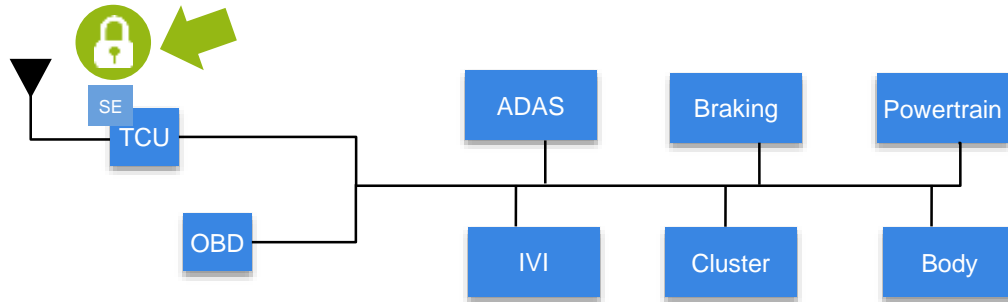 SE
TCU
OBD
ADAS
Braking
Powertrain
IVI
Cluster
Body